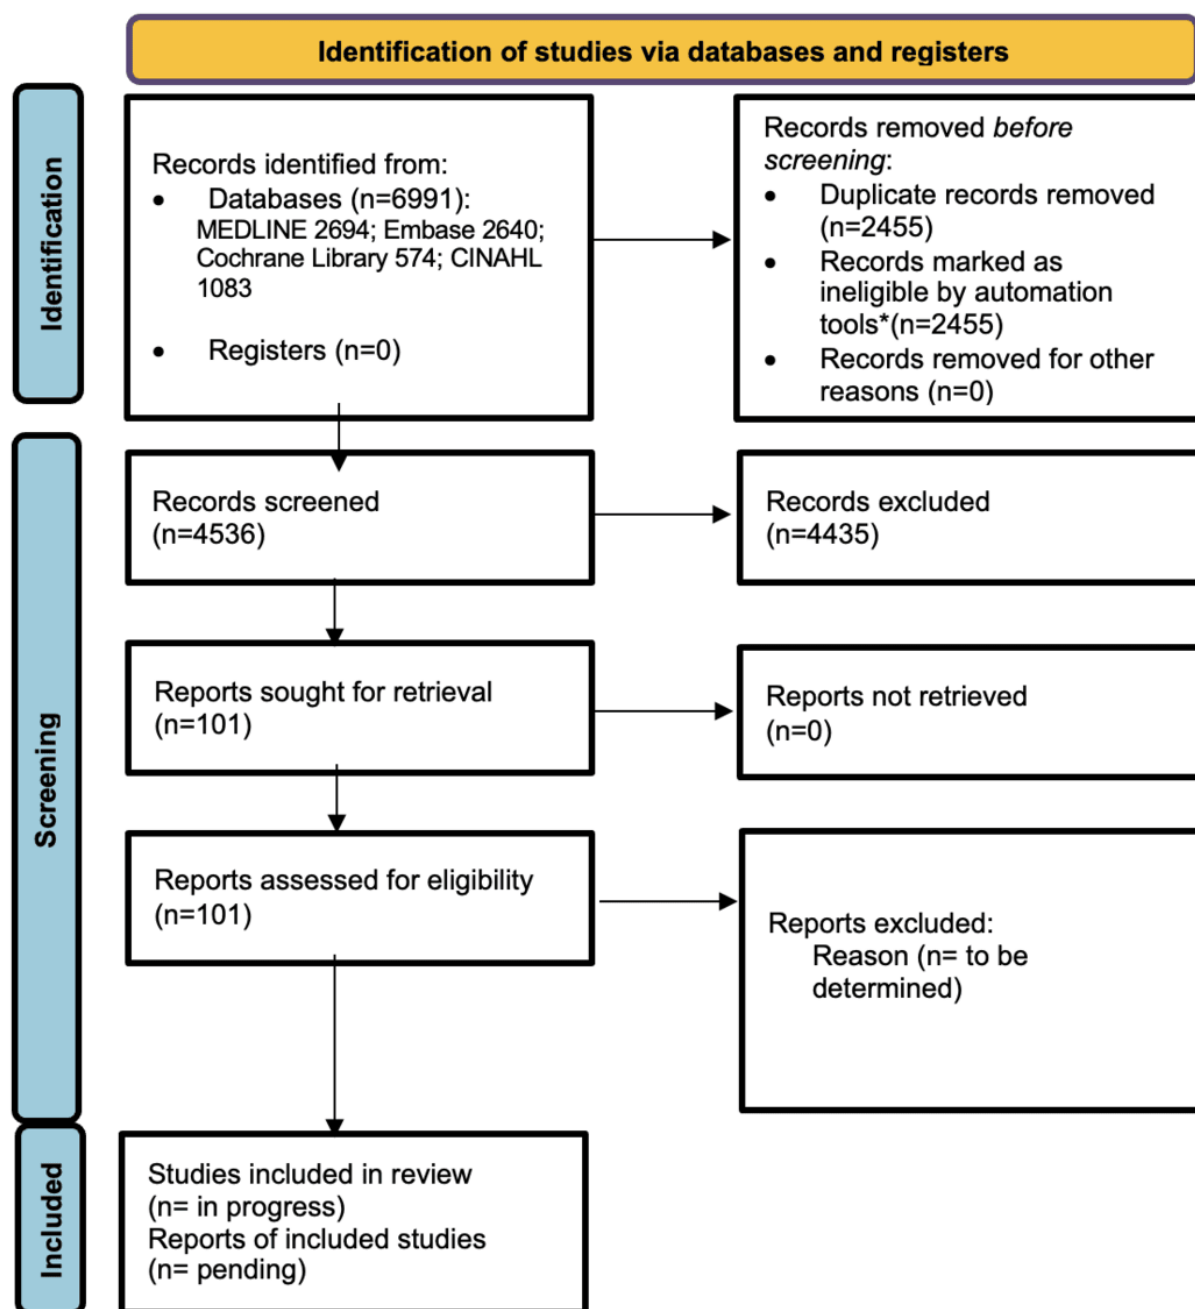 Identification of studies via databases and registers
Identification
Records identified from:
• Databases (n=6991):
MEDLINE 2694; Embase 2640;
Cochrane Library 574; CINAHL
1083
• Registers (n=0)
Records removed before
screening:
• Duplicate records removed
(n=2455)
• Records marked as
ineligible by automation
tools*(n=2455)
• Records removed for other
reasons (n=0)
Screening
Records screened
(n=4536)
Records excluded
(n=4435)
Reports sought for retrieval
(n=101)
Reports not retrieved
(n=0)
Reports assessed for eligibility
(n=101)
Reports excluded:
Reason (n= to be
determined)
Included
Studies included in review
(n= in progress)
Reports of included studies
(n= pending)